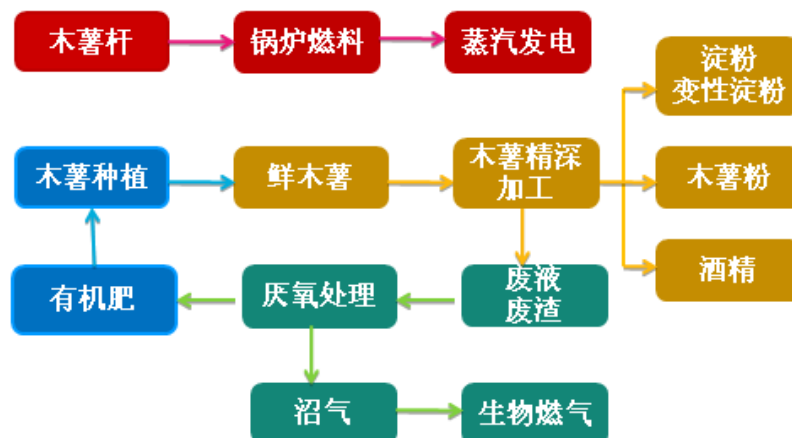 木薯杆
锅炉燃料
蒸汽发电
淀粉
变性淀粉
木薯种植
鲜木薯
木薯精深
加工
木薯粉
酒精
有机肥
厌氧处理
废液
废渣
沼气
生物燃气